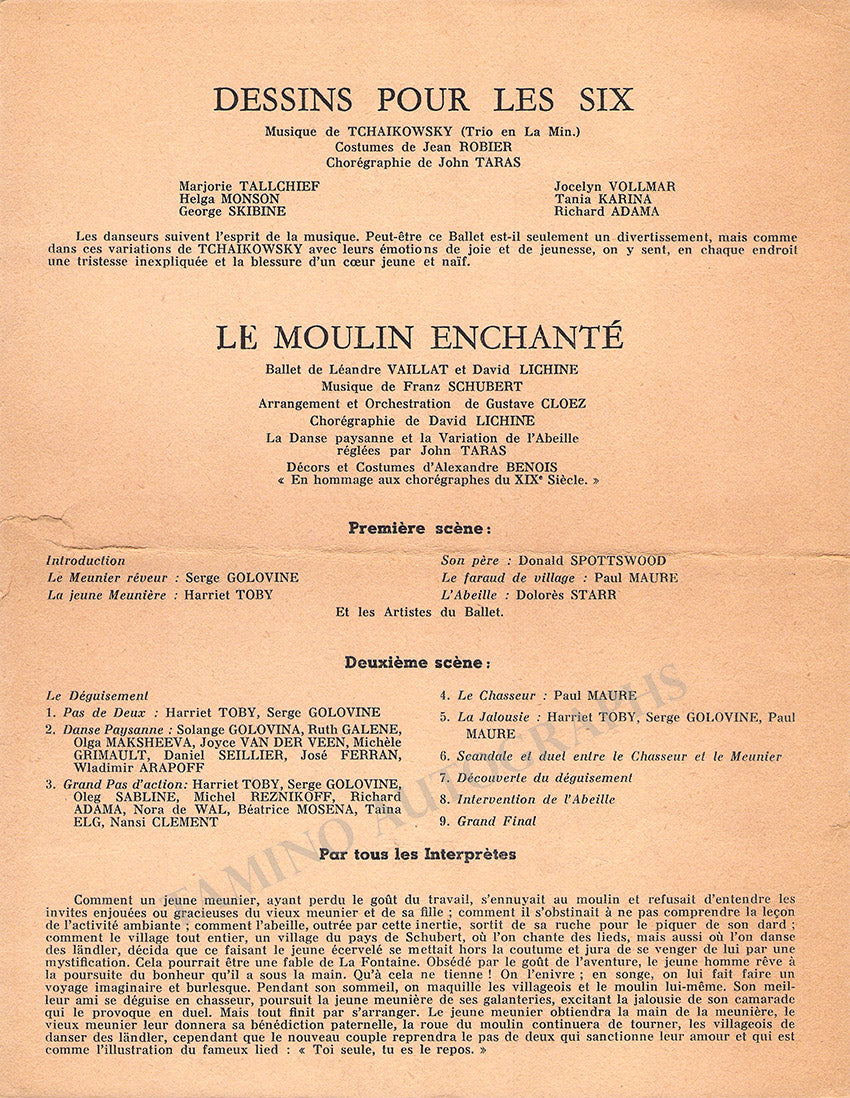 DESSINS POUR LES SIX
Musique de TCHAIKOWSKY (Trio en La Min.)
Costumes de Jean ROBIER
Chorégraphie de John TARAS
Marjorie TALLCHIEF
Helga MONSON
George SKIBINE
Jocelyn VOLLMAR
Tania KARINA
Richard ADAMA
Les danseurs suivent l'esprit de la musique. Peut-être ce Ballet est-il seulement un divertissement, mais comme
dans ces variations de TCHAIKOWSKY avec leurs émotions de joie et de jeunesse, on y sent, en chaque endroit
une tristesse inexpliquée et la blessure d'un cœur jeune et naïf.
LE MOULIN ENCHANTÉ
Ballet de Léandre VAILLAT et David LICHINE
Musique de Franz SCHUBERT
Arrangement et Orchestration de Gustave CLOEZ
Chorégraphie de David LICHINE
La Danse paysanne et la Variation de l'Abeille
réglées par John TARAS
Décors et Costumes d'Alexandre BENOIS
« En hommage aux chorégraphes du XIXe Siècle. »
Première scène :
Introduction
Le Meunier rêveur : Serge GOLOVINE
La jeune Meunière : Harriet TOBY
Son père : Donald SPOTTSWOOD
Le faraud de village : Paul MAURE
L'Abeille : Dolorès STARR
Et les Artistes du Ballet.
Deuxième scène :
Le Déguisement
1. Pas de Deux : Harriet TOBY, Serge GOLOVINE
2. Danse Paysanne : Solange GOLOVINA, Ruth GALENE,
Olga MAKSHEEVA, Joyce VAN DER VEEN, Michèle
GRIMAULT, Daniel SEILLIER, José FERRAN,
Wladimir ARAPOFF
3. Grand Pas d'action: Harriet TOBY, Serge GOLOVINE,
Oleg SABLINE, Michel REZNIKOFF, Richard
ADAMA, Nora de WAL, Béatrice MOSENA, Taina
ELG, Nansi CLEMENT
4. Le Chasseur : Paul MAURE
5. La Jalousie : Harriet TOBY, Serge GOLOVINE, Paul
MAURE
6. Scandale et duel entre le Chasseur et le Meunier
7. Découverte du déguisement
8. Intervention de l'Abeille
9. Grand Final
Par tous les Interprètes
Comment un jeune meunier, ayant perdu le goût du travail, s'ennuyait au moulin et refusait d'entendre les
invites enjouées ou gracieuses du vieux meunier et de sa fille ; comment il s'obstinait à ne pas comprendre la leçon
de l'activité ambiante ; comment l'abeille, outrée par cette inertie, sortit de sa ruche pour le piquer de son dard ;
comment le village tout entier, un village du pays de Schubert, où l'on chante des lieds, mais aussi où l'on danse
des ländler, décida que ce faisant le jeune écervelé se mettait hors la coutume et jura de se venger de lui par une
mystification. Cela pourrait être une fable de La Fontaine. Obsédé par le goût de l'aventure, le jeune homme rêve à
la poursuite du bonheur qu'il a sous la main. Qu'à cela ne tienne ! On l'enivre ; en songe, on lui fait faire un
voyage imaginaire et burlesque. Pendant son sommeil, on maquille les villageois et le moulin lui-même. Son meil-
leur ami se déguise en chasseur, poursuit la jeune meunière de ses galanteries, excitant la jalousie de son camarade
qui le provoque en duel. Mais tout finit par s'arranger. Le jeune meunier obtiendra la main de la meunière, le
vieux meunier leur donnera sa bénédiction paternelle, la roue du moulin continuera de tourner, les villageois de
danser des ländler, cependant que le nouveau couple reprendra le pas de deux qui sanctionne leur amour et qui est
comme l'illustration du fameux lied : « Toi seule, tu es le repos. »
TAMINO AUTOGRAPHS